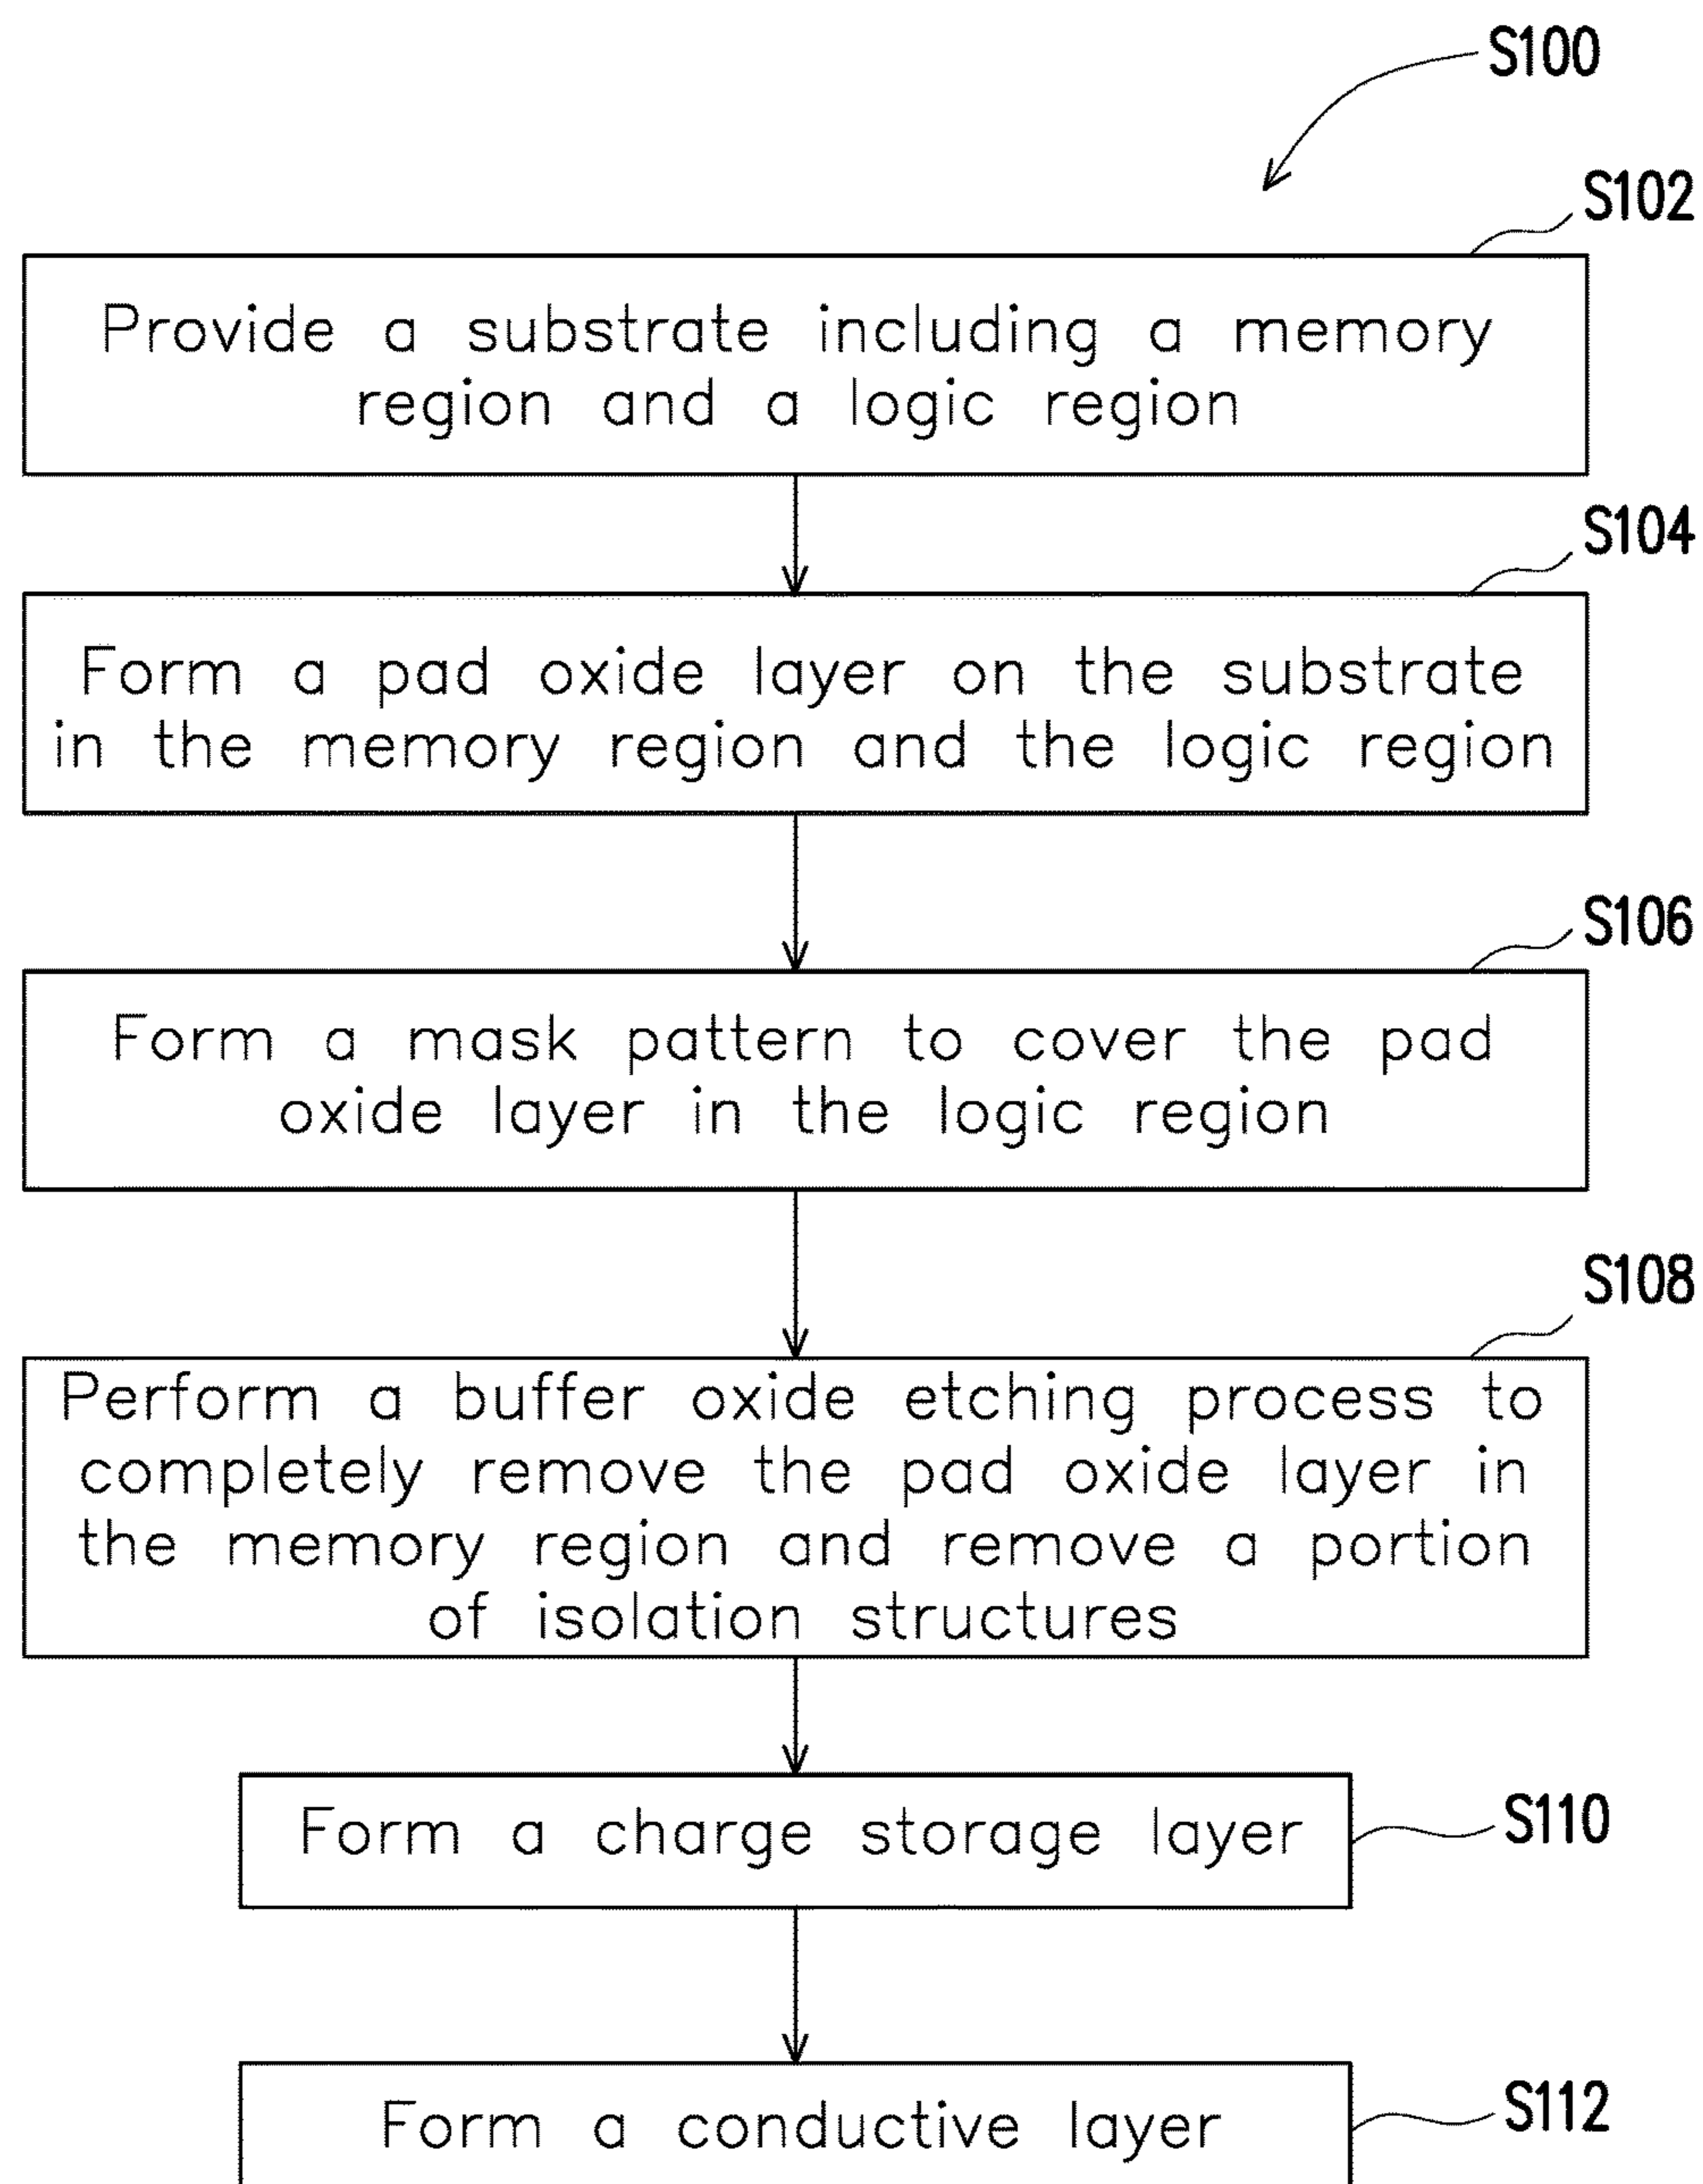 S100
S102
Provide a substrate including a memory
region and a logic region
S104
Form a pad oxide layer on the substrate
in the memory region and the logic region
S106
Form a mask pattern to cover the pad
oxide layer in the logic region
S108
Perform a buffer oxide etching process to
completely remove the pad oxide layer in
the memory region and remove a portion
of isolation structures
Form a charge storage layer
S110
Form a conductive layer
S112